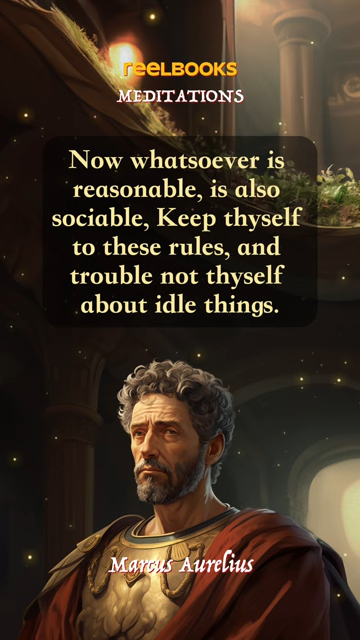 reelbooks
MEDITATIONS
Now whatsoever is
reasonable, is also
sociable, Keep thyself
to these rules, and
trouble not thyself
about idle things.
Marcus Aurelius